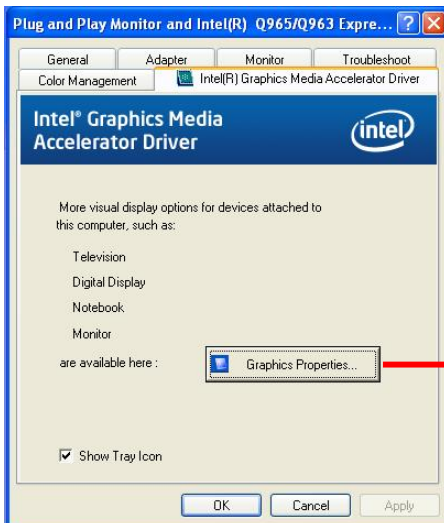 Plug and Play Monitor and Intel(R) Q965/Q963 Expre...
General Adapter Monitor Troubleshoot
Color Management Intel(R) Graphics Media Accelerator Driver
Intel® Graphics Media
Accelerator Driver
intel
More visual display options for devices attached to
this computer, such as:
Television
Digital Display
Notebook
Monitor
are available here : Graphics Properties...
Show Tray Icon
OK Cancel Apply